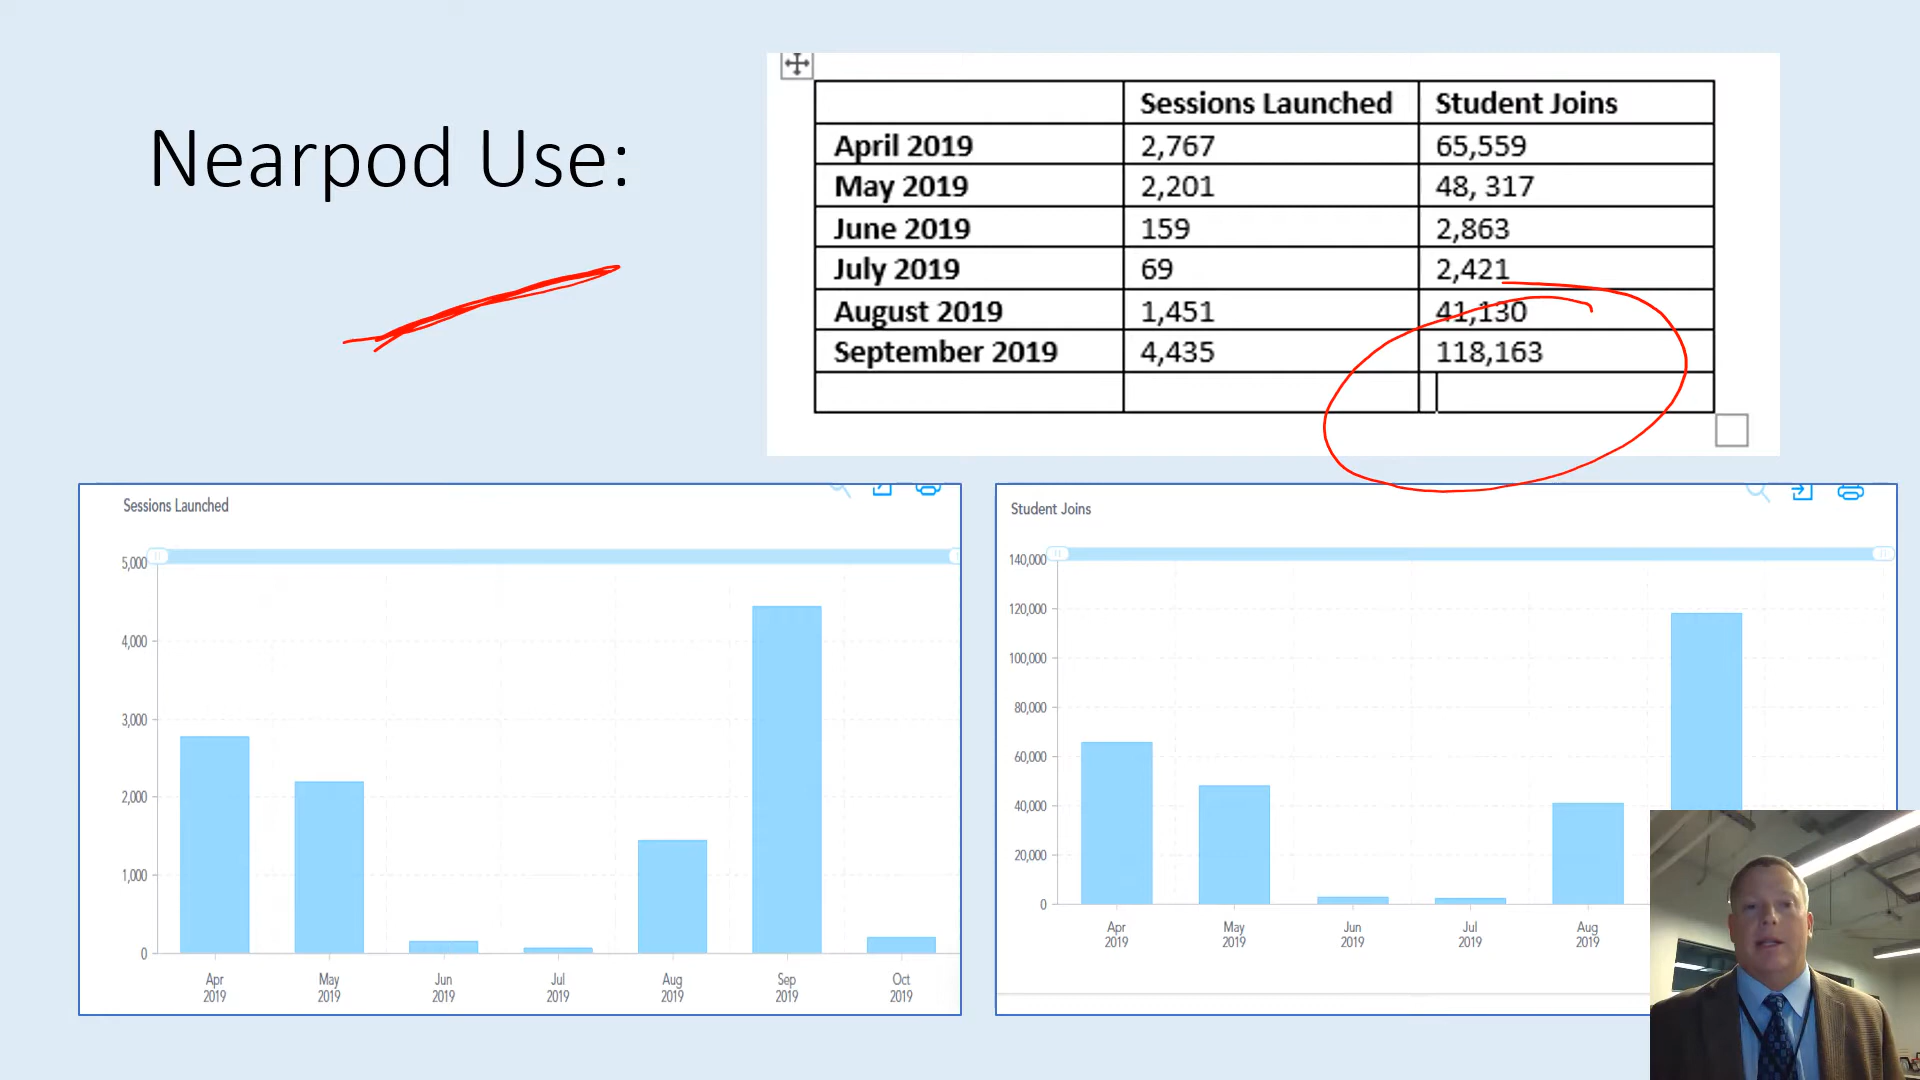 Nearpod Use:
Sessions Launched Student Joins
April 2019 2,767 65,559
May 2019 2,201 48, 317
June 2019 159 2,863
July 2019 69 2,421
August 2019 1,451 41,130
September 2019 4,435 118,163
Sessions Launched
5,000
4,000
3,000
2,000
1,000
0
Apr May Jun Jul Aug Sep Oct
2019 2019 2019 2019 2019 2019 2019
Student Joins
140,000
120,000
100,000
80,000
60,000
40,000
20,000
0
Apr May Jun Jul Aug
2019 2019 2019 2019 2019